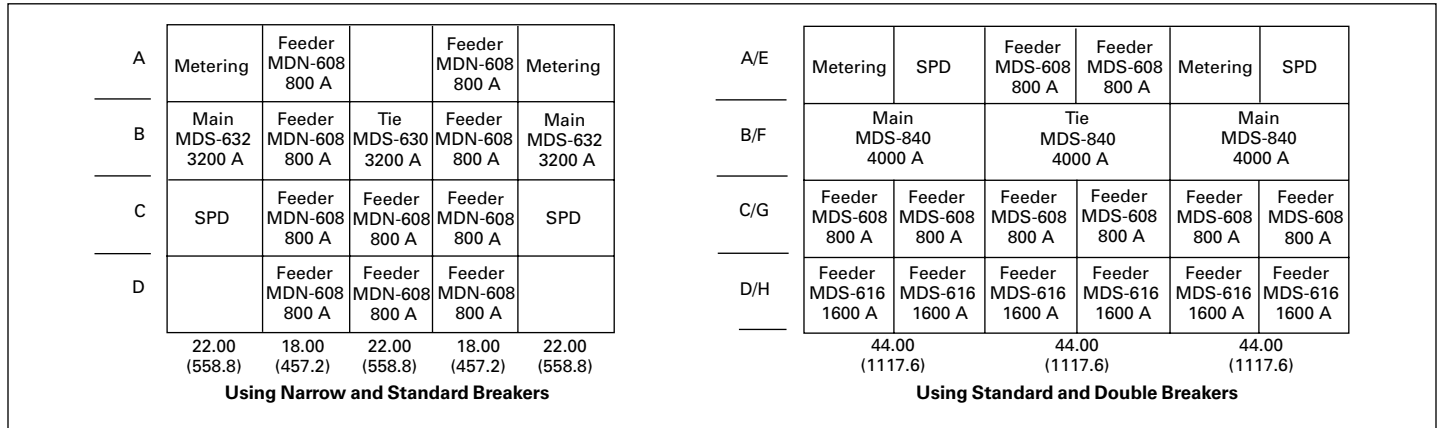 A
Metering
Feeder
MDN-608
800 A
Feeder
MDN-608
800 A
Metering
B
Main
MDS-632
3200 A
Feeder
MDN-608
800 A
Tie
MDS-630
3200 A
Feeder
MDN-608
800 A
Main
MDS-632
3200 A
C
SPD
Feeder
MDN-608
800 A
Feeder
MDN-608
800 A
Feeder
MDN-608
800 A
SPD
D
Feeder
MDN-608
800 A
Feeder
MDN-608
800 A
Feeder
MDN-608
800 A
22.00
(558.8)
18.00
(457.2)
22.00
(558.8)
18.00
(457.2)
22.00
(558.8)
Using Narrow and Standard Breakers
A/E
Metering
SPD
Feeder
MDS-608
800 A
Feeder
MDS-608
800 A
Metering
SPD
B/F
Main
MDS-840
4000 A
Tie
MDS-840
4000 A
Main
MDS-840
4000 A
C/G
Feeder
MDS-608
800 A
Feeder
MDS-608
800 A
Feeder
MDS-608
800 A
Feeder
MDS-608
800 A
Feeder
MDS-608
800 A
Feeder
MDS-608
800 A
D/H
Feeder
MDS-616
1600 A
Feeder
MDS-616
1600 A
Feeder
MDS-616
1600 A
Feeder
MDS-616
1600 A
Feeder
MDS-616
1600 A
Feeder
MDS-616
1600 A
44.00
(1117.6)
44.00
(1117.6)
44.00
(1117.6)
Using Standard and Double Breakers